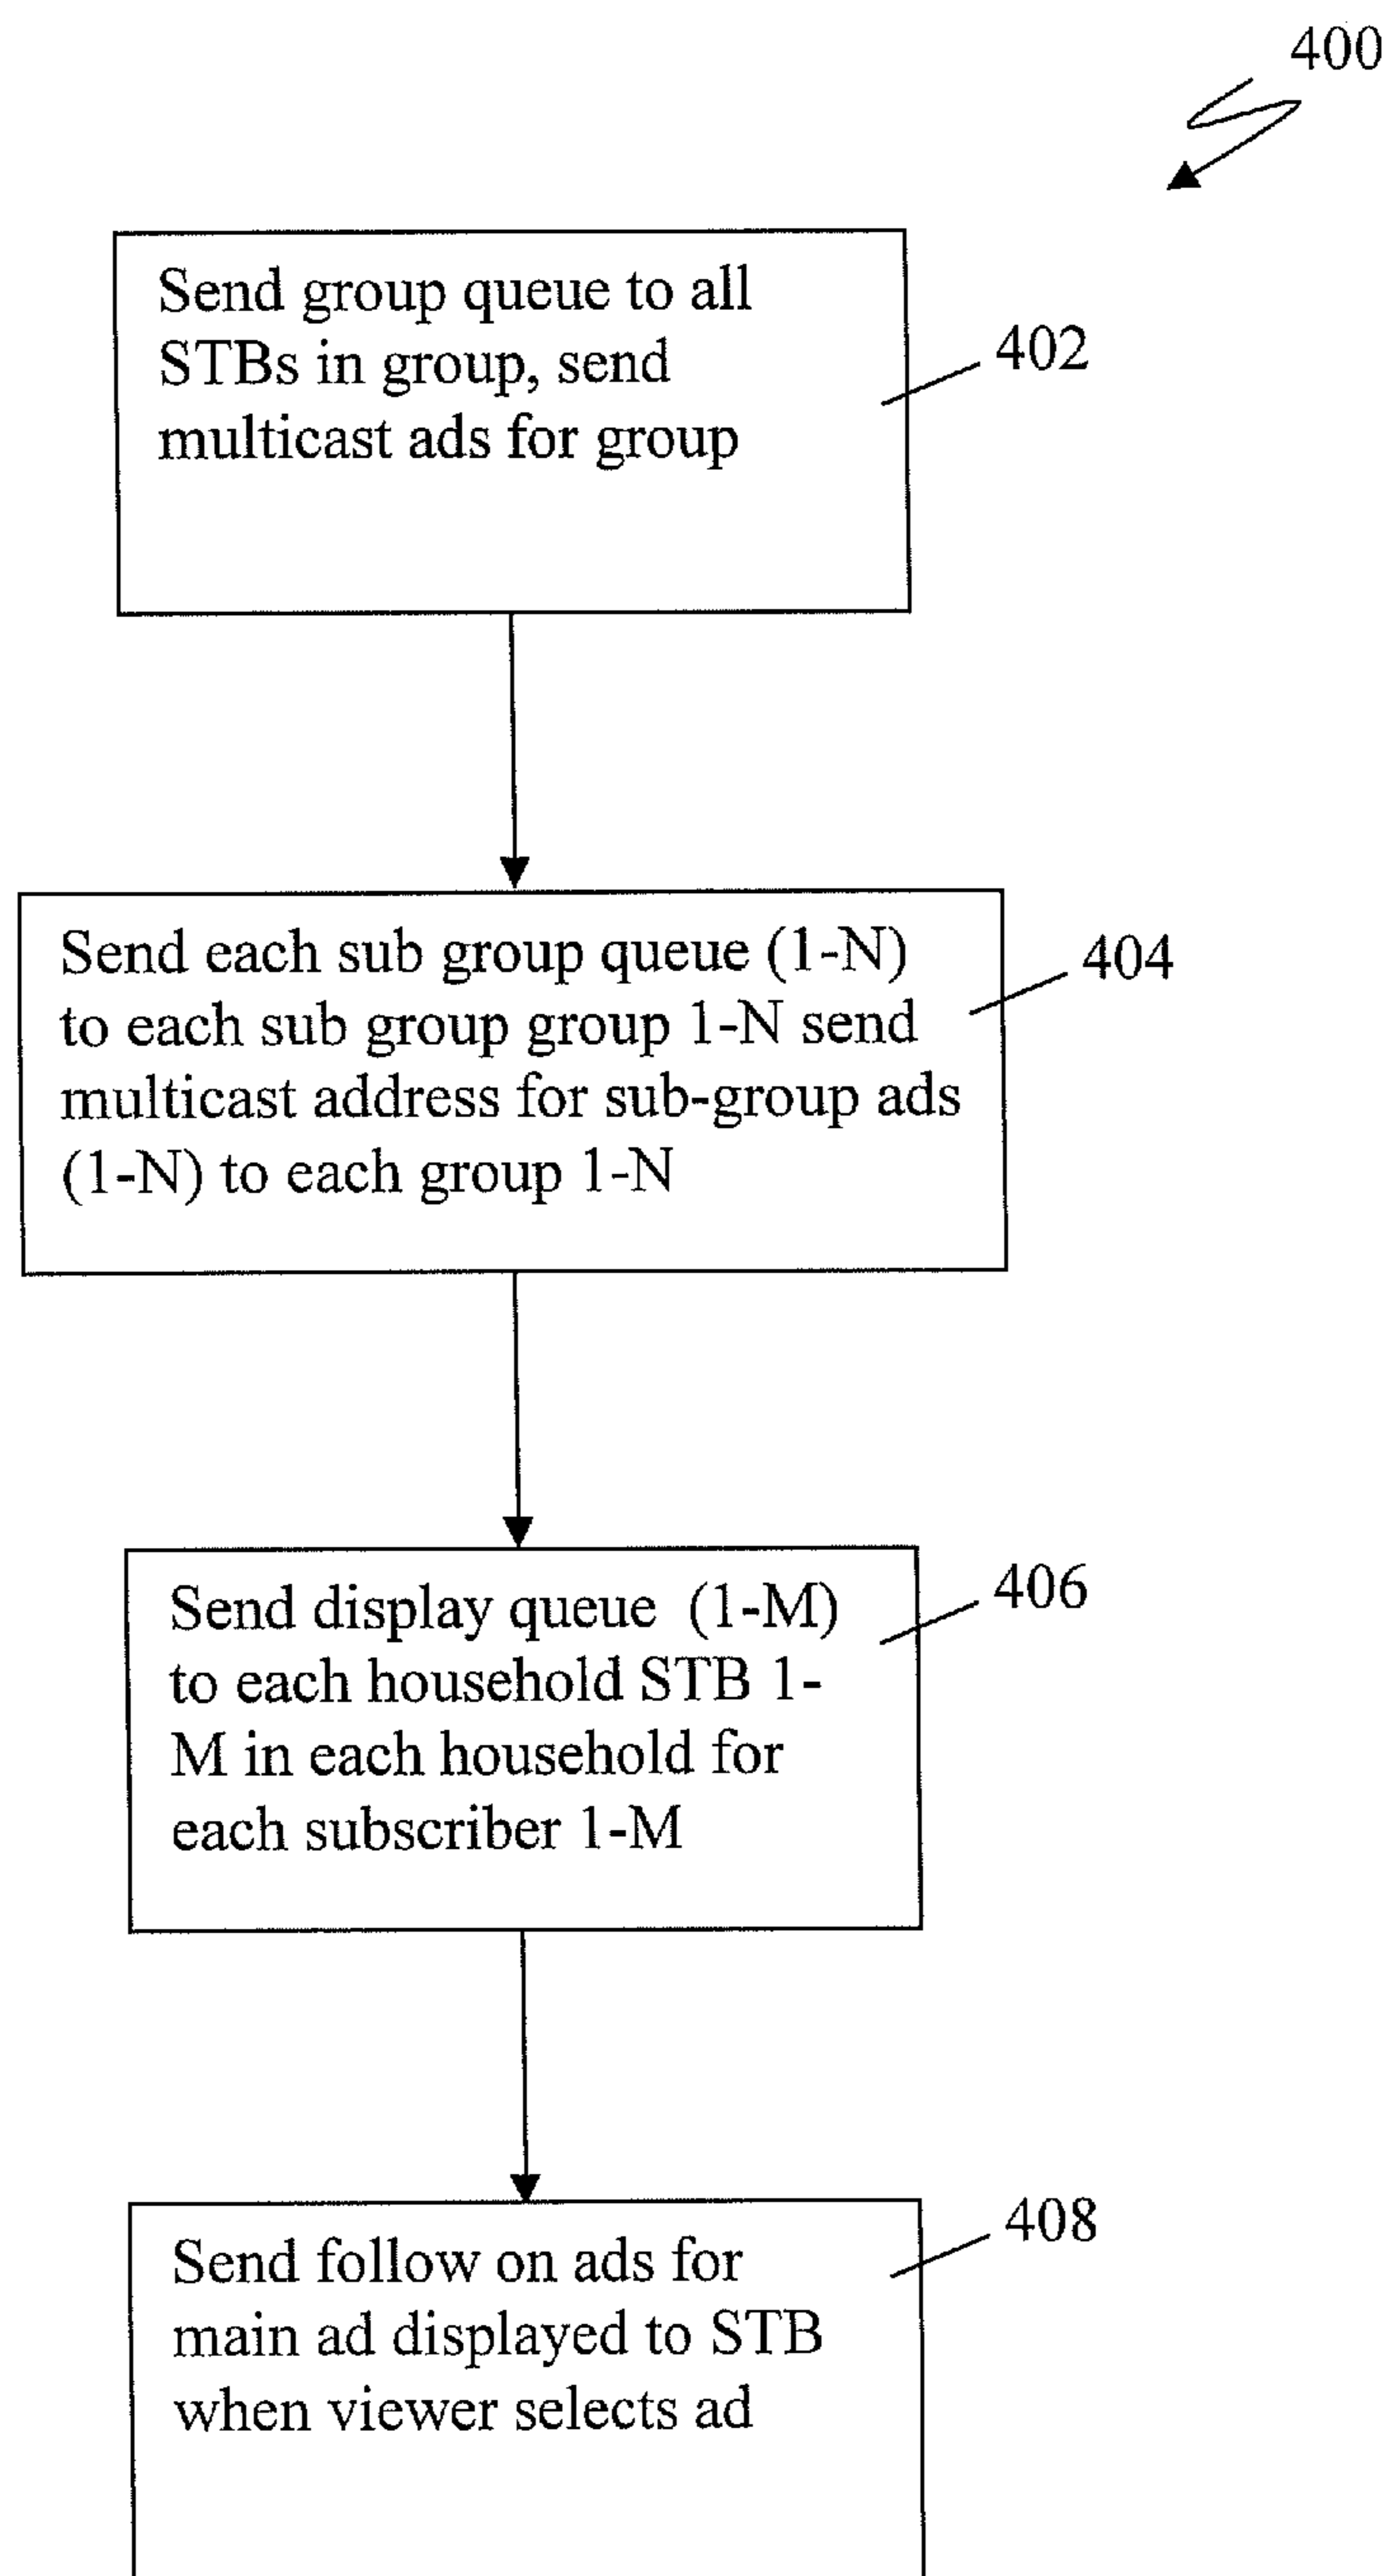 400
Send group queue to all
STBs in group, send
multicast ads for group
402
Send each sub group queue (1-N)
to each sub group group 1-N send
multicast address for sub-group ads
(1-N) to each group 1-N
404
Send display queue (1-M)
to each household STB 1-
M in each household for
each subscriber 1-M
406
Send follow on ads for
main ad displayed to STB
when viewer selects ad
408